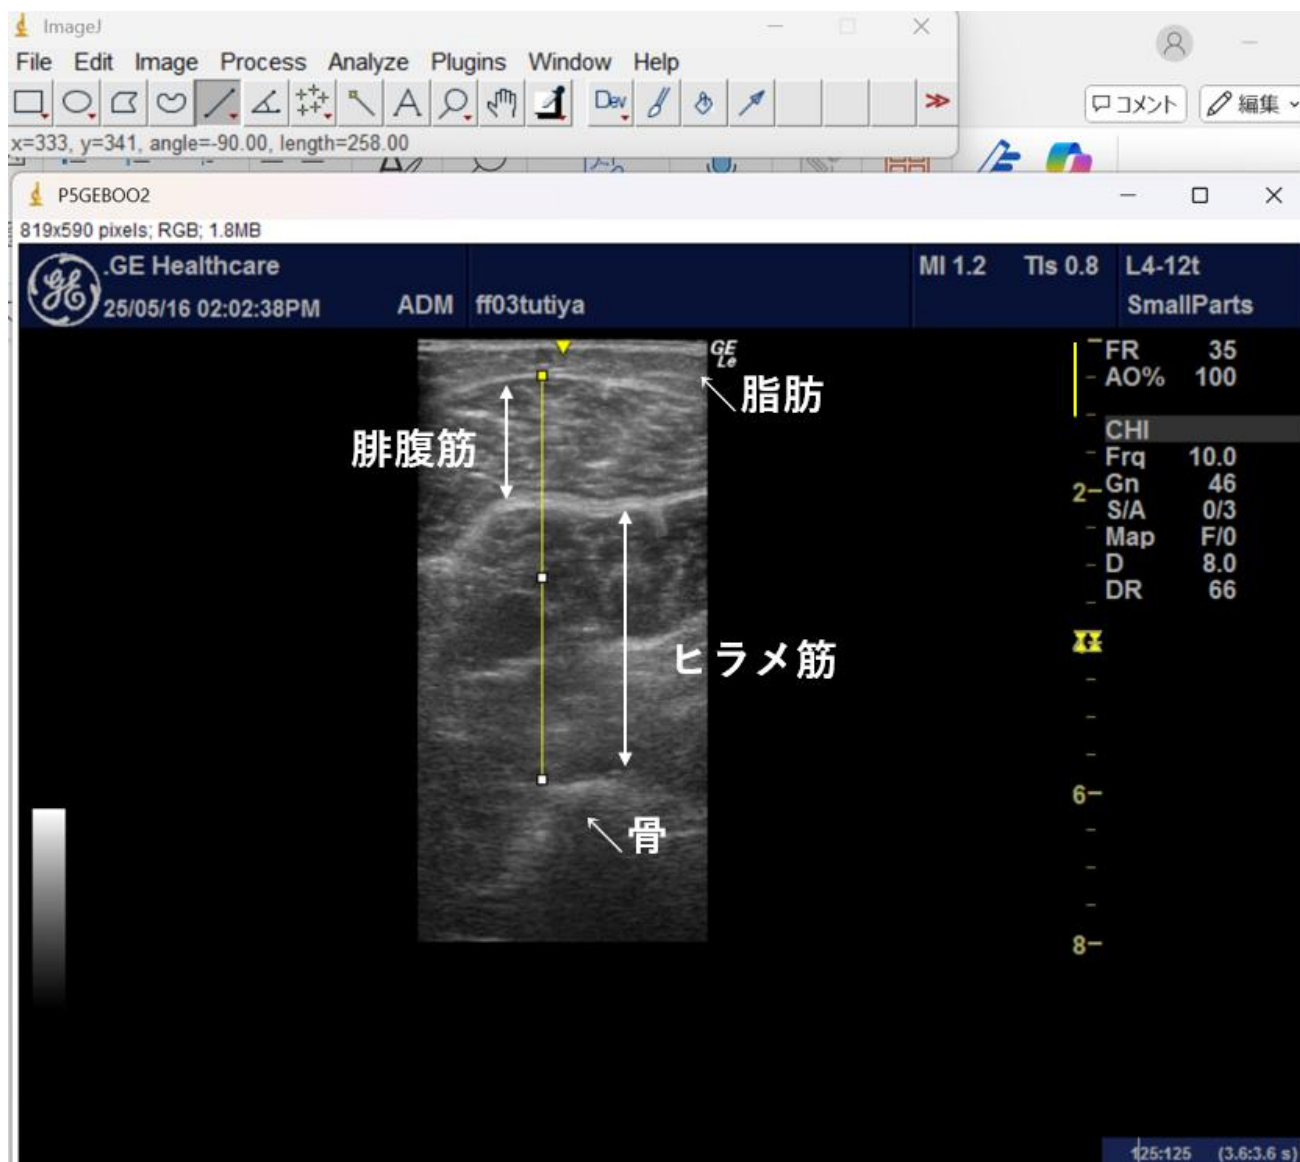 ImageJ
File Edit Image Process Analyze Plugins Window Help
Dev
x=333, y=341, angle=-90.00, length=258.00
コメント
編集
P5GEBOO2
819x590 pixels; RGB; 1.8MB
.GE Healthcare
25/05/16 02:02:38PM ADM ff03tutiya
MI 1.2 TIs 0.8 L4-12t
SmallParts
GE
Le
脂肪
腓腹筋
ヒラメ筋
骨
FR 35
AO% 100
CHI
Frq 10.0
Gn 46
S/A 0/3
Map F/0
D 8.0
DR 66
2
6
8
125:125 (3.6:3.6 s)